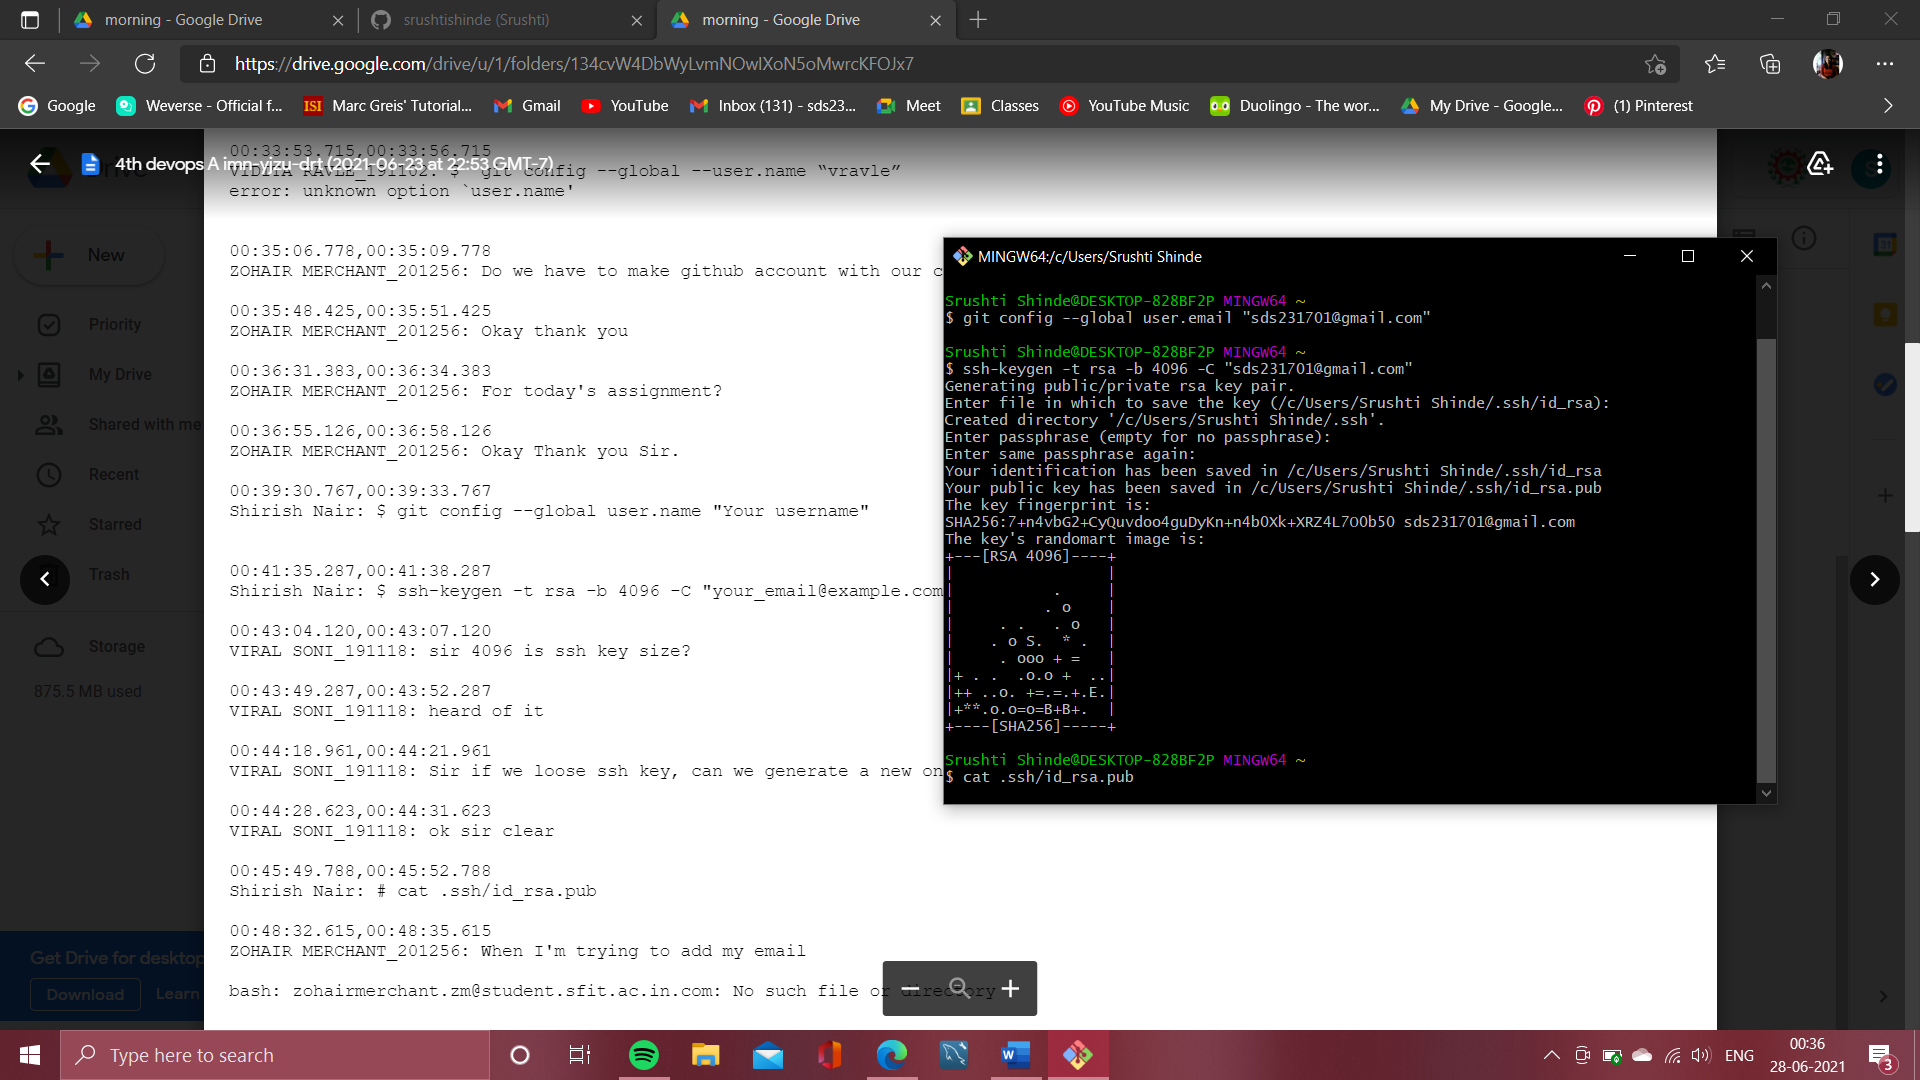 morning - Google Drive
srushtishinde (Srushti)
morning - Google Drive
https://drive.google.com/drive/u/1/folders/134cvW4DbWyLvmNOwlXoN5oMwrcKFOJx7
Google
Weverse - Official f...
ISI
Marc Greis' Tutorial...
Gmail
YouTube
Inbox (131) - sds23...
Meet
Classes
YouTube Music
Duolingo - The wor...
My Drive - Google...
(1) Pinterest
4th devops A imn-yjzu-drt (2021-06-23 at 22:53 GMT-7)
New
Priority
My Drive
Shared with me
Recent
Starred
Trash
Storage
875.5 MB used
Get Drive for desktop
Download
Learn
00:33:53.715,00:33:56.715
VIDITA RAVLE_191102: $ git config --global --user.name “vravle”
error: unknown option `user.name'
00:35:06.778,00:35:09.778
ZOHAIR MERCHANT_201256: Do we have to make github account with our c
00:35:48.425,00:35:51.425
ZOHAIR MERCHANT_201256: Okay thank you
00:36:31.383,00:36:34.383
ZOHAIR MERCHANT_201256: For today's assignment?
00:36:55.126,00:36:58.126
ZOHAIR MERCHANT_201256: Okay Thank you Sir.
00:39:30.767,00:39:33.767
Shirish Nair: $ git config --global user.name "Your username"
00:41:35.287,00:41:38.287
Shirish Nair: $ ssh-keygen -t rsa -b 4096 -C "your_email@example.com
00:43:04.120,00:43:07.120
VIRAL SONI_191118: sir 4096 is ssh key size?
00:43:49.287,00:43:52.287
VIRAL SONI_191118: heard of it
00:44:18.961,00:44:21.961
VIRAL SONI_191118: Sir if we loose ssh key, can we generate a new on
00:44:28.623,00:44:31.623
VIRAL SONI_191118: ok sir clear
00:45:49.788,00:45:52.788
Shirish Nair: # cat .ssh/id_rsa.pub
00:48:32.615,00:48:35.615
ZOHAIR MERCHANT_201256: When I'm trying to add my email
bash: zohairmerchant.zm@student.sfit.ac.in.com: No such file or directory
MINGW64:/c/Users/Srushti Shinde
Srushti Shinde@DESKTOP-828BF2P MINGW64 ~
$ git config --global user.email "sds231701@gmail.com"
Srushti Shinde@DESKTOP-828BF2P MINGW64 ~
$ ssh-keygen -t rsa -b 4096 -C "sds231701@gmail.com"
Generating public/private rsa key pair.
Enter file in which to save the key (/c/Users/Srushti Shinde/.ssh/id_rsa):
Created directory '/c/Users/Srushti Shinde/.ssh'.
Enter passphrase (empty for no passphrase):
Enter same passphrase again:
Your identification has been saved in /c/Users/Srushti Shinde/.ssh/id_rsa
Your public key has been saved in /c/Users/Srushti Shinde/.ssh/id_rsa.pub
The key fingerprint is:
SHA256:7+n4vbG2+CyQuvdoo4guDyKn+n4b0Xk+XRZ4L7OOb50 sds231701@gmail.com
The key's randomart image is:
+---[RSA 4096]----+
|                 |
|           .     |
|          . o    |
|     . .   . o   |
|    . o S.  * .  |
|     . ooo + =   |
|+ . .  .o.o +  ..|
|++ ..o. +=.=.+.E.|
|+**.o.o=o=B+B+.  |
+----[SHA256]-----+
Srushti Shinde@DESKTOP-828BF2P MINGW64 ~
$ cat .ssh/id_rsa.pub
Type here to search
ENG
00:36
28-06-2021
3